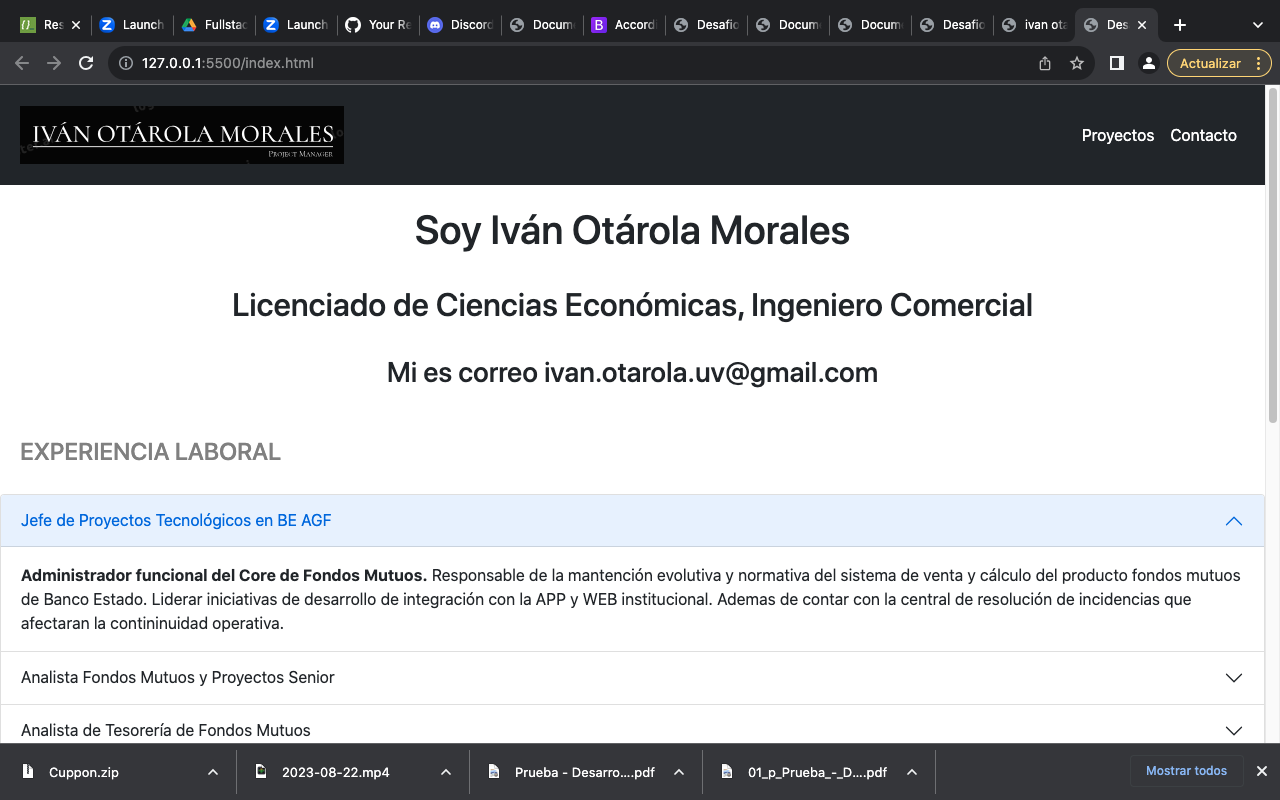 Res
Launch
Fullstac
Launch
Your Re
Discord
Docume
Accord
Desafio
Docume
Docume
Desafio
ivan ota
Des
127.0.0.1:5500/index.html
Actualizar
IVÁN OTÁROLA MORALES
PROJECT MANAGER
Proyectos Contacto
Soy Iván Otárola Morales
Licenciado de Ciencias Económicas, Ingeniero Comercial
Mi es correo ivan.otarola.uv@gmail.com
EXPERIENCIA LABORAL
Jefe de Proyectos Tecnológicos en BE AGF
Administrador funcional del Core de Fondos Mutuos. Responsable de la mantención evolutiva y normativa del sistema de venta y cálculo del producto fondos mutuos
de Banco Estado. Liderar iniciativas de desarrollo de integración con la APP y WEB institucional. Ademas de contar con la central de resolución de incidencias que
afectaran la contininuidad operativa.
Analista Fondos Mutuos y Proyectos Senior
Analista de Tesorería de Fondos Mutuos
Cuppon.zip
2023-08-22.mp4
Prueba - Desarro....pdf
01_p_Prueba_-_D....pdf
Mostrar todos